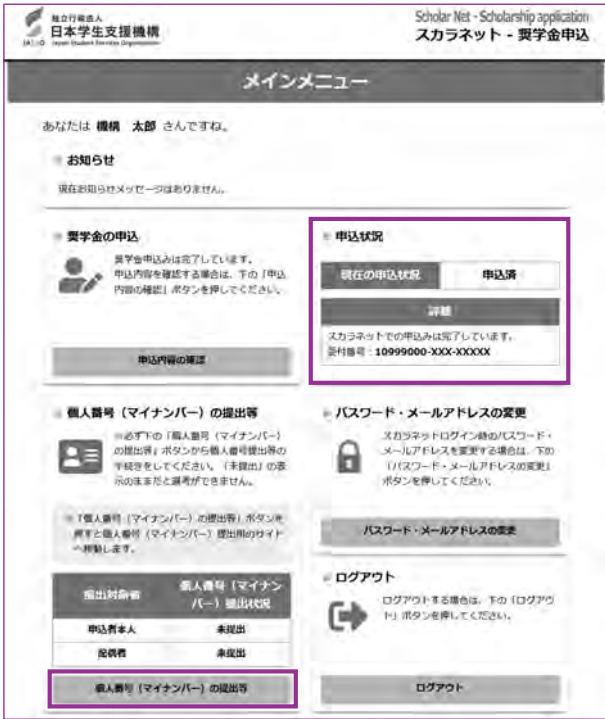 独立行政法人
日本学生支援機構
JASSO Japan Student Services Organization
Scholar Net - Scholarship application
スカラネット - 奨学金申込
メインメニュー
あなたは 機構 太郎 さんですね。
お知らせ
現在お知らせメッセージはありません。
奨学金の申込
奨学金申込みは完了しています。
申込内容を確認する場合は、下の「申込
内容の確認」ボタンを押してください。
申込内容の確認
申込状況
現在の申込状況 申込済
詳細
スカラネットでの申込みは完了しています。
受付番号：10999000-XXX-XXXXX
個人番号（マイナンバー）の提出等
※必ず下の「個人番号（マイナンバー）
の提出等」ボタンから個人番号提出等の
手続きをしてください。「未提出」の表
示のままだと選考ができません。
※「個人番号（マイナンバー）の提出等」ボタンを
押すと個人番号（マイナンバー）提出用のサイト
へ移動します。
提出対象者 個人番号（マイナン
バー）提出状況
申込者本人 未提出
配偶者 未提出
個人番号（マイナンバー）の提出等
パスワード・メールアドレスの変更
スカラネットログイン時のパスワード・
メールアドレスを変更する場合は、下の
「パスワード・メールアドレスの変更」
ボタンを押してください。
パスワード・メールアドレスの変更
ログアウト
ログアウトする場合は、下の「ログアウ
ト」ボタンを押してください。
ログアウト